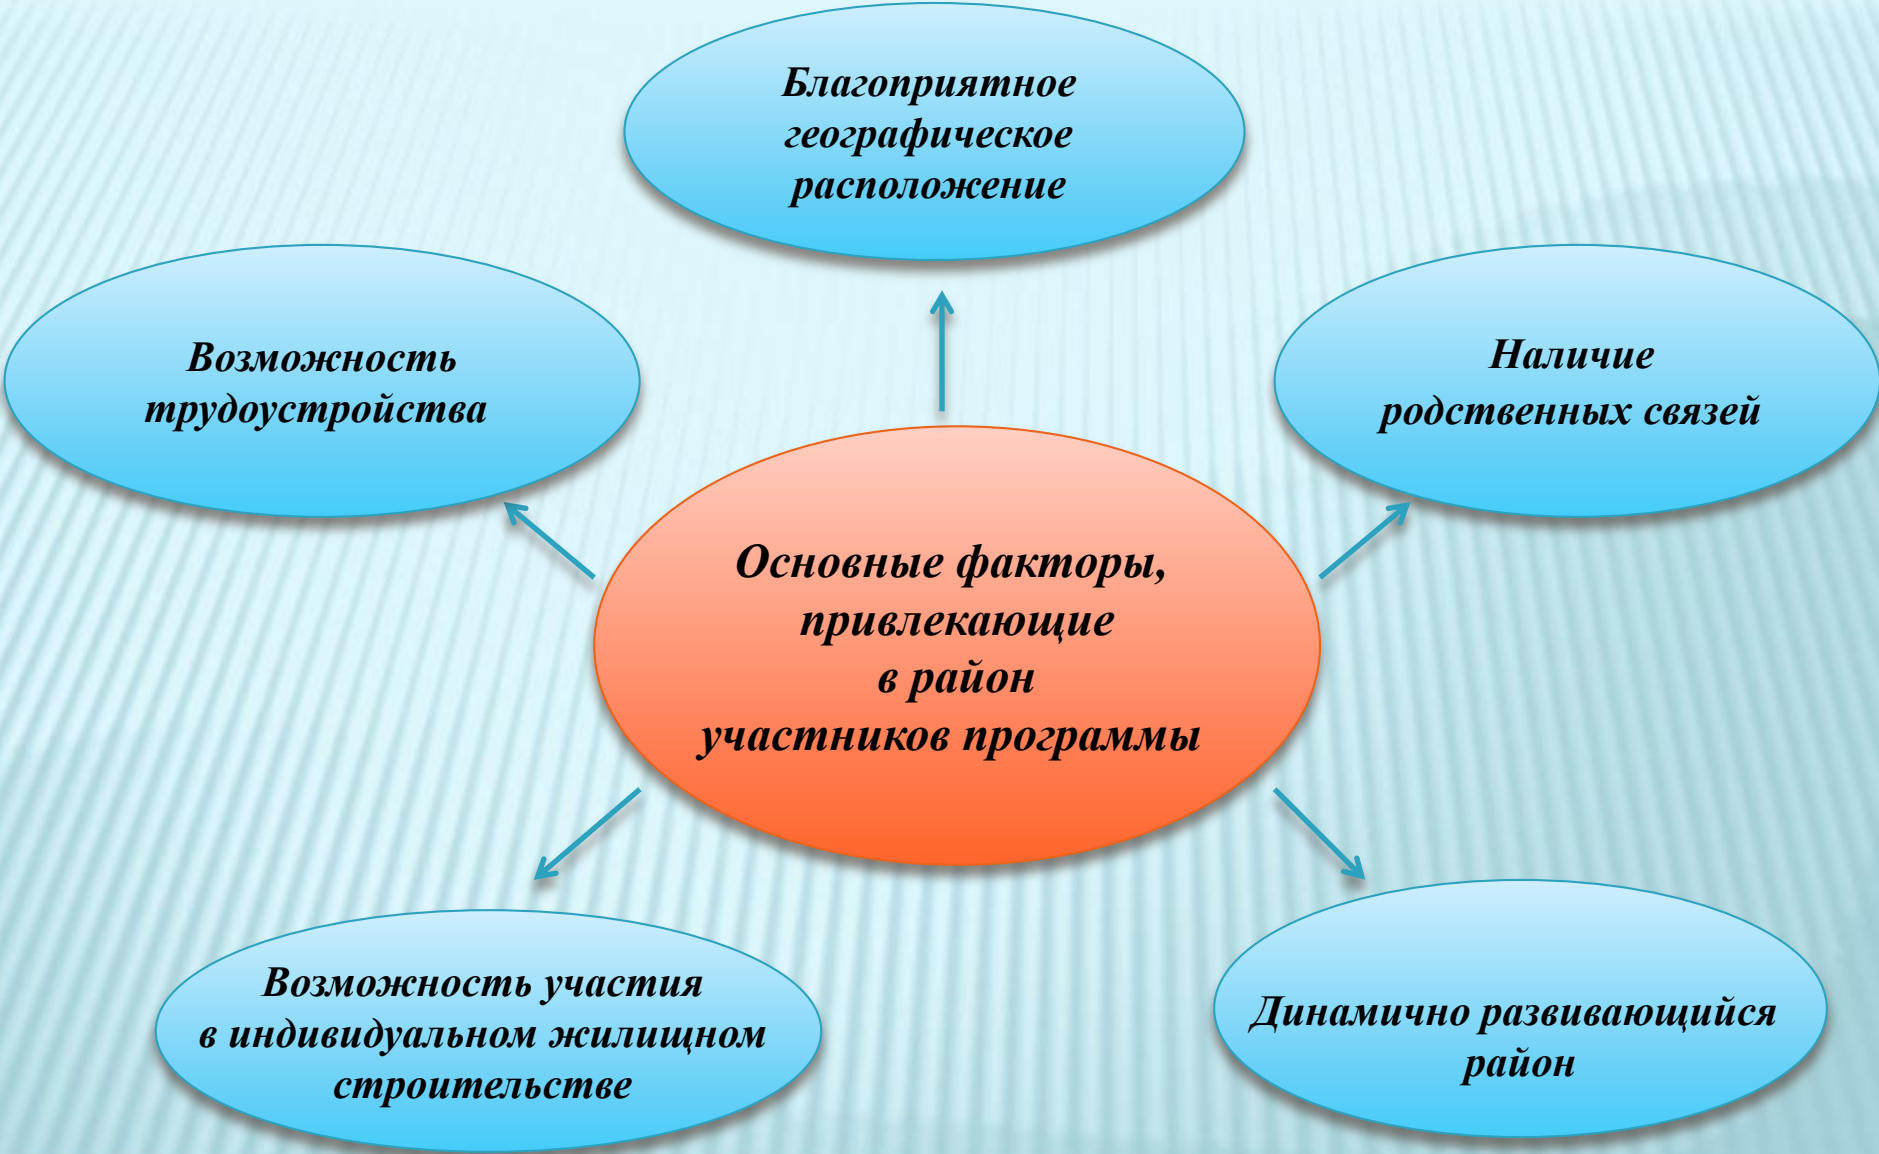 Благоприятное
географическое
расположение
Возможность
трудоустройства
Наличие
родственных связей
Основные факторы,
привлекающие
в район
участников программы
Возможность участия
в индивидуальном жилищном
строительстве
Динамично развивающийся
район